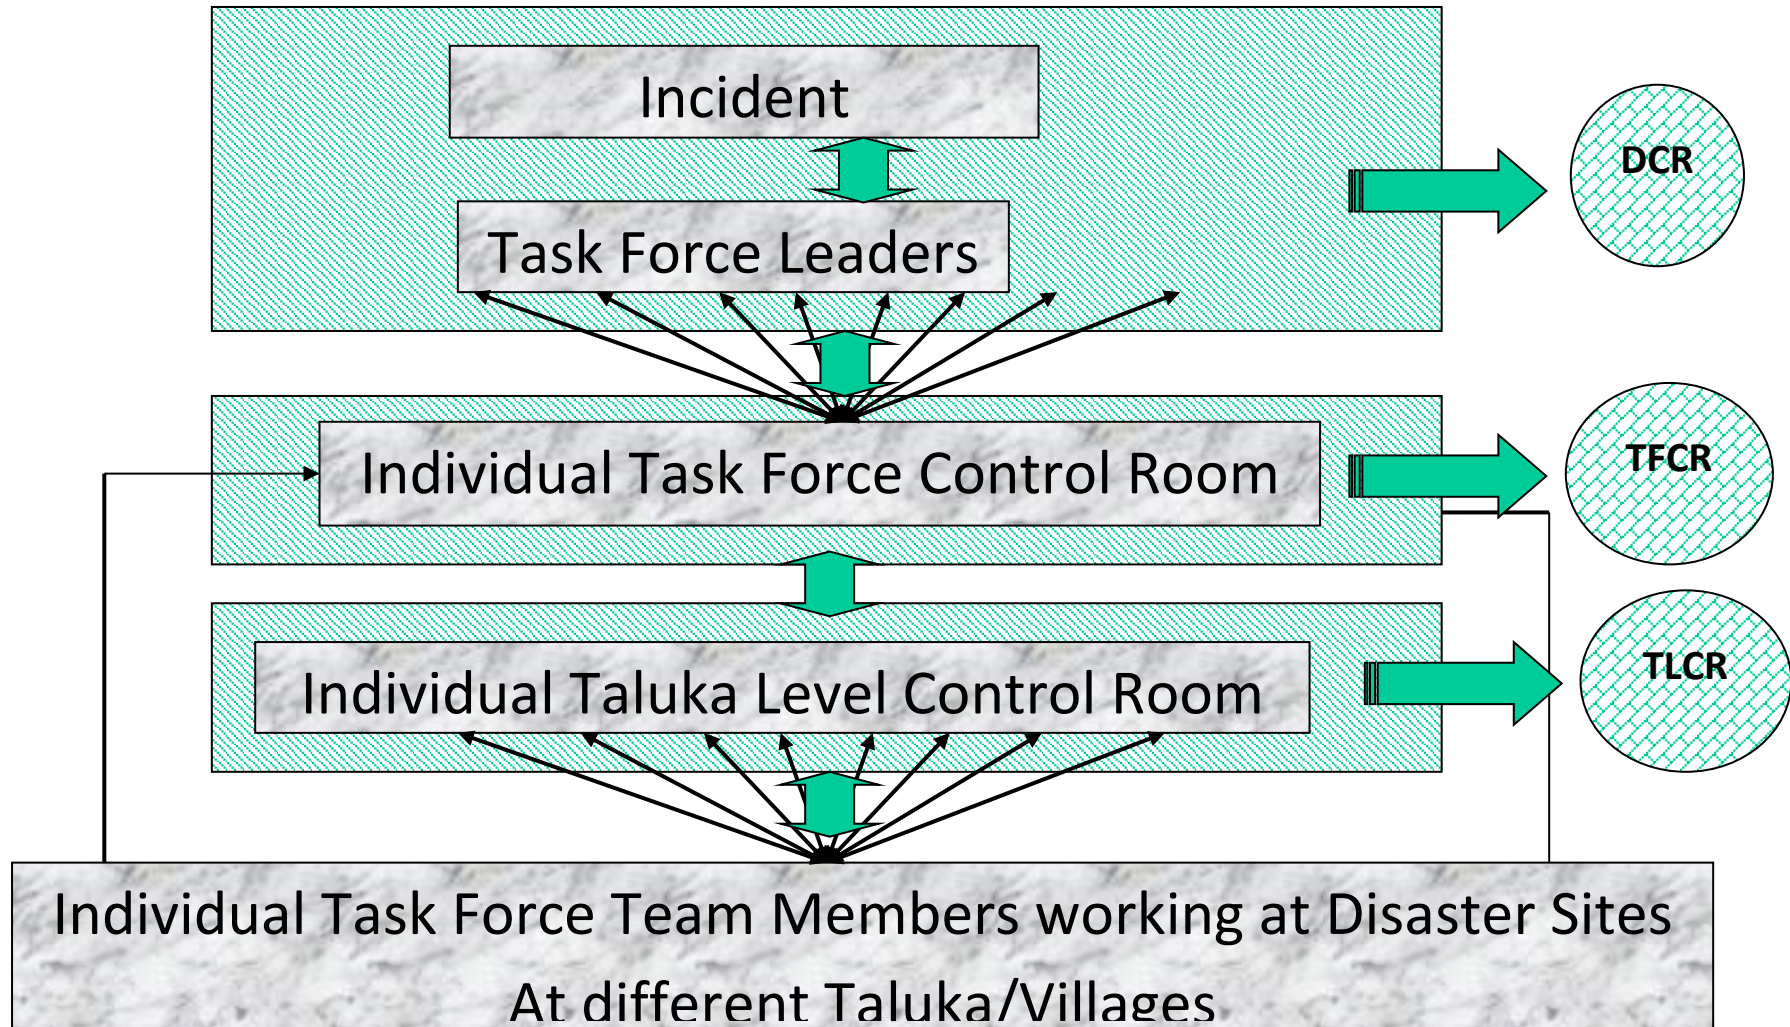 Incident
DCR
Task Force Leaders
Individual Task Force Control Room
TFCR
Individual Taluka Level Control Room
TLCR
Individual Task Force Team Members working at Disaster Sites
At different Taluka/Villages